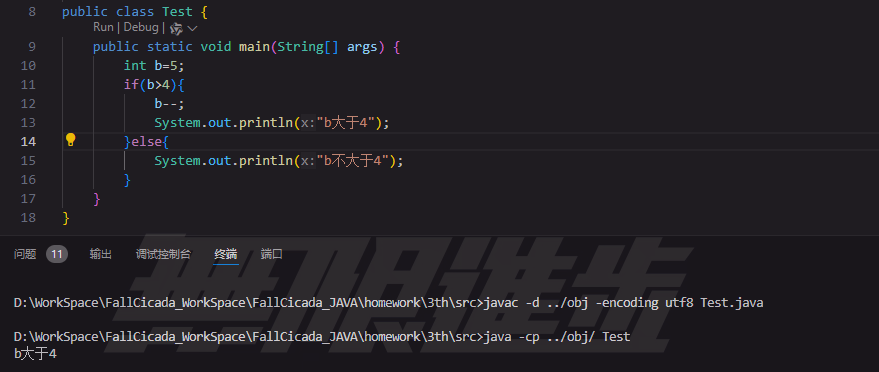 8 public class Test {
Run | Debug |
9 public static void main(String[] args) {
10 int b=5;
11 if(b>4){
12 b--;
13 System.out.println(x:"b大于4");
14 }else{
15 System.out.println(x:"b不大于4");
16 }
17 }
18 }
问题 11 输出 调试控制台 终端 端口
D:\WorkSpace\FallCicada_WorkSpace\FallCicada_JAVA\homework\3th\src>javac -d ../obj -encoding utf8 Test.java
D:\WorkSpace\FallCicada_WorkSpace\FallCicada_JAVA\homework\3th\src>java -cp ../obj/ Test
b大于4